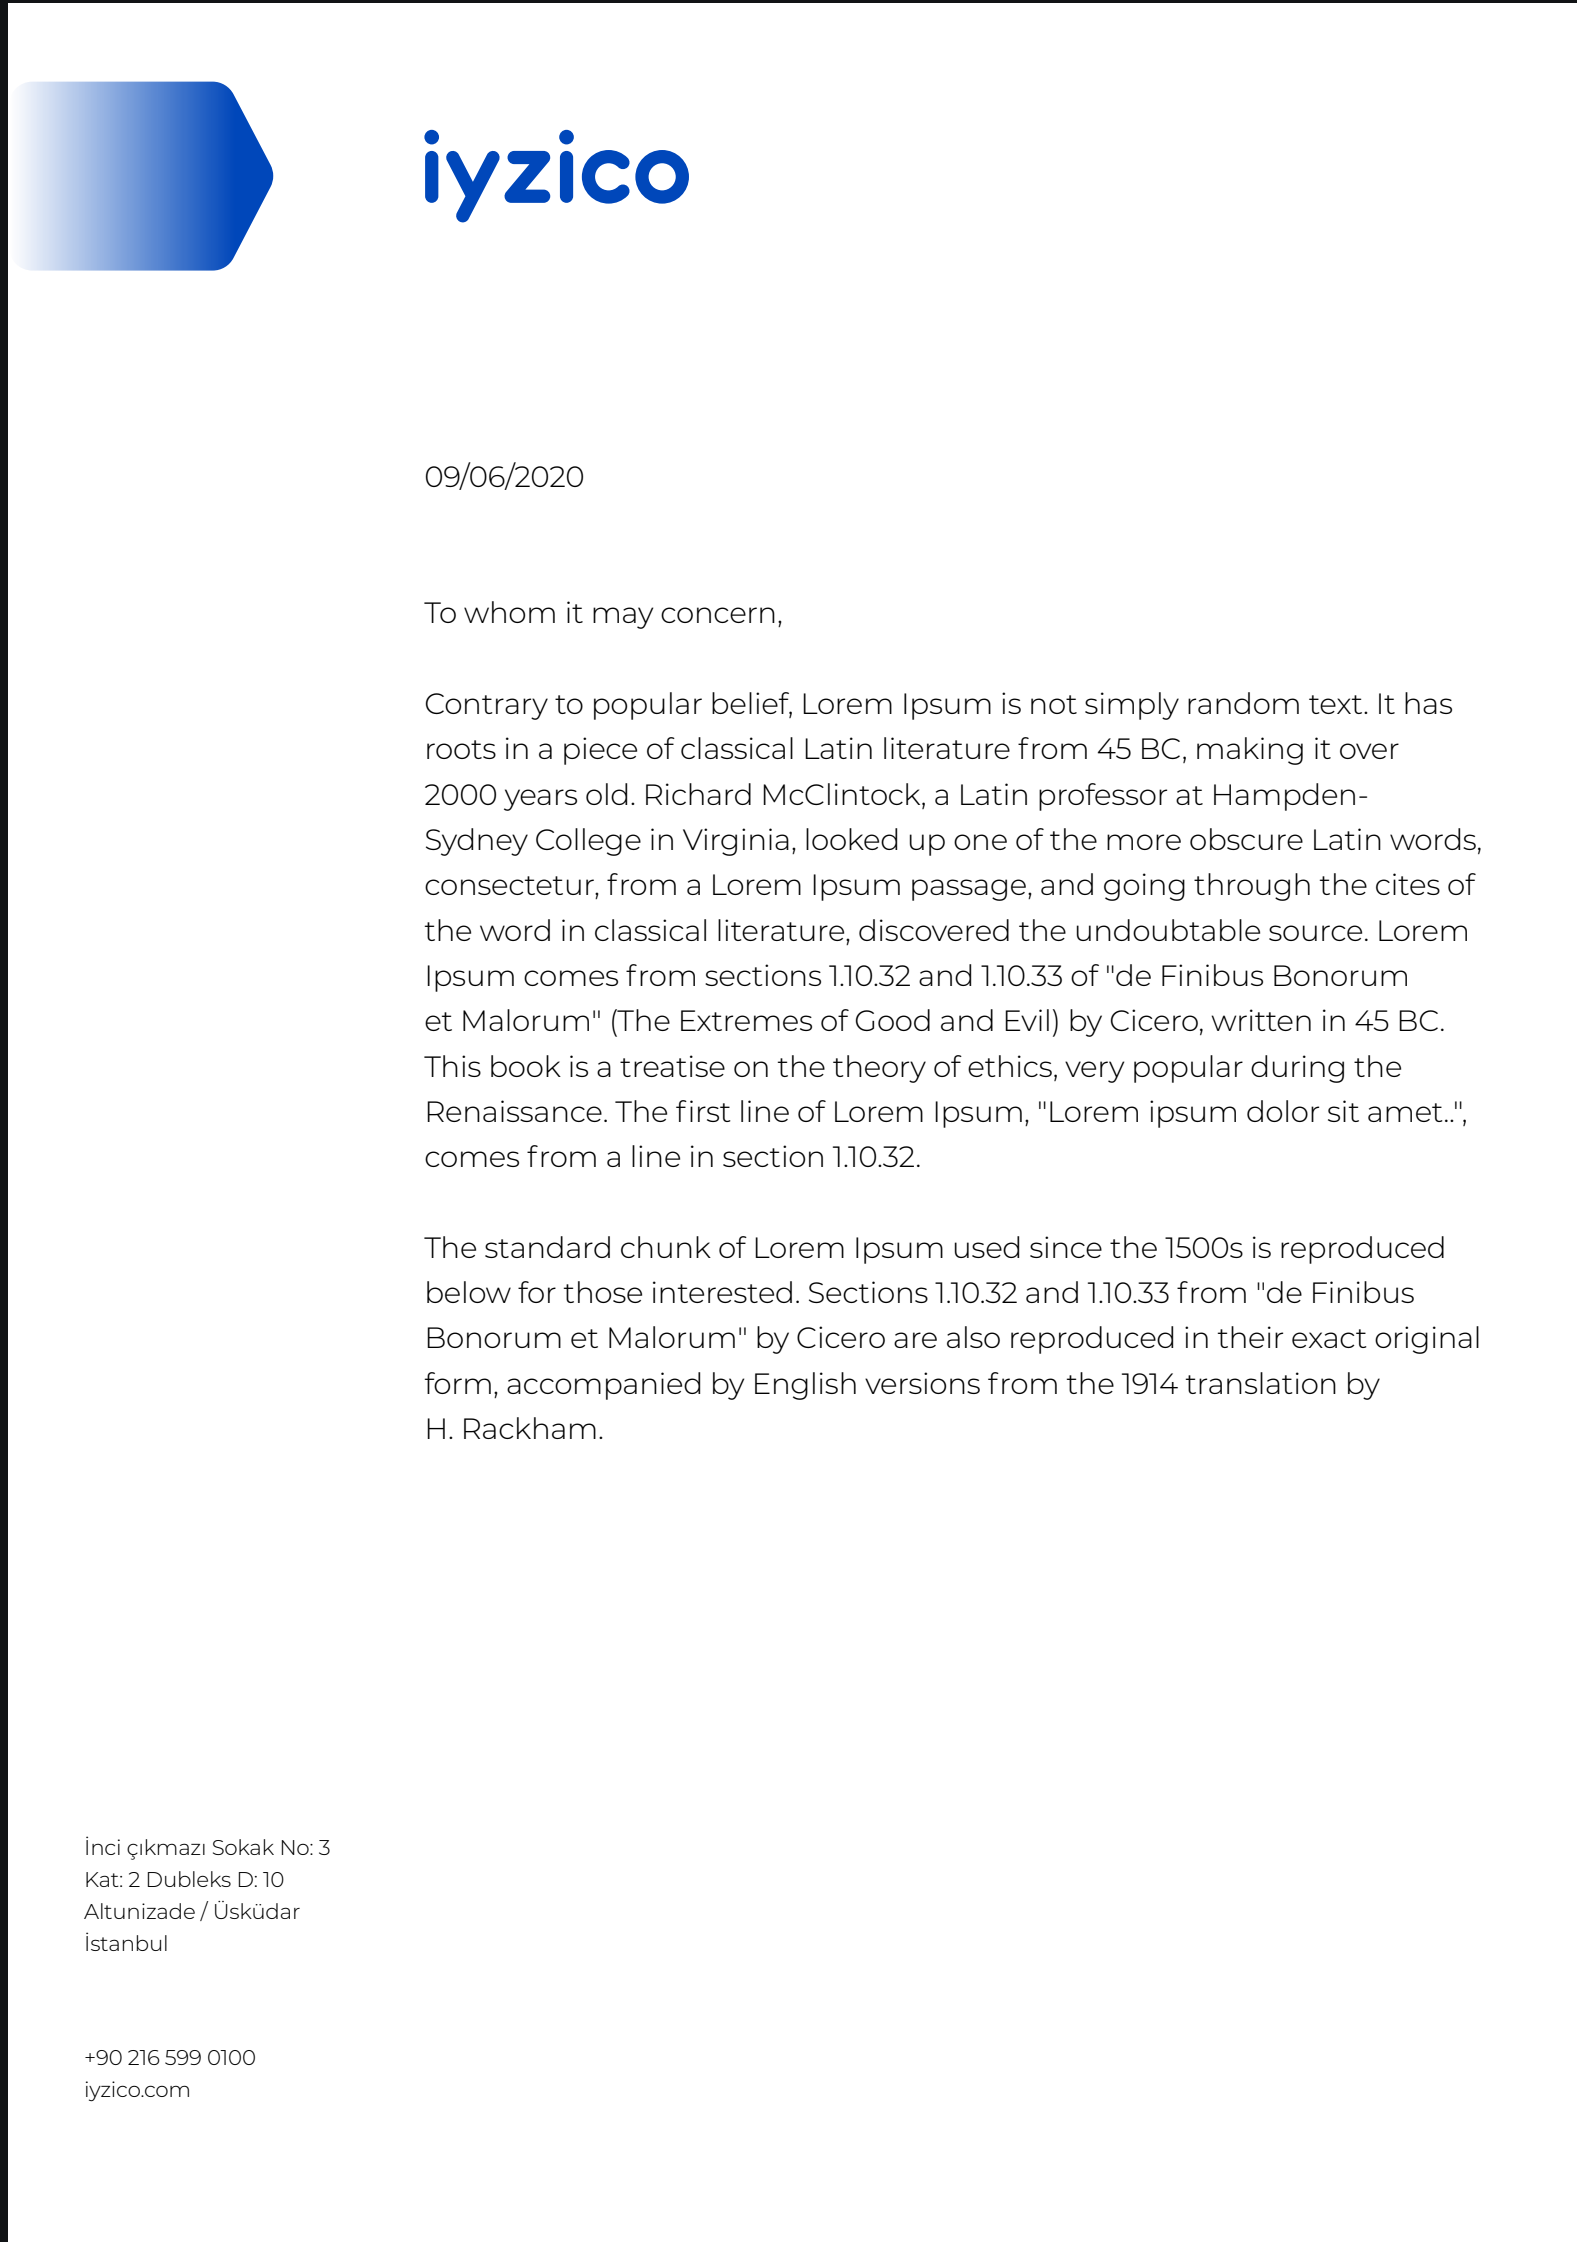 iyzico
09/06/2020
To whom it may concern,
Contrary to popular belief, Lorem Ipsum is not simply random text. It has
roots in a piece of classical Latin literature from 45 BC, making it over
2000 years old. Richard McClintock, a Latin professor at Hampden-
Sydney College in Virginia, looked up one of the more obscure Latin words,
consectetur, from a Lorem Ipsum passage, and going through the cites of
the word in classical literature, discovered the undoubtable source. Lorem
Ipsum comes from sections 1.10.32 and 1.10.33 of "de Finibus Bonorum
et Malorum" (The Extremes of Good and Evil) by Cicero, written in 45 BC.
This book is a treatise on the theory of ethics, very popular during the
Renaissance. The first line of Lorem Ipsum, "Lorem ipsum dolor sit amet..",
comes from a line in section 1.10.32.
The standard chunk of Lorem Ipsum used since the 1500s is reproduced
below for those interested. Sections 1.10.32 and 1.10.33 from "de Finibus
Bonorum et Malorum" by Cicero are also reproduced in their exact original
form, accompanied by English versions from the 1914 translation by
H. Rackham.
İnci çıkmazı Sokak No: 3
Kat: 2 Dubleks D: 10
Altunizade / Üsküdar
İstanbul
+90 216 599 0100
iyzico.com